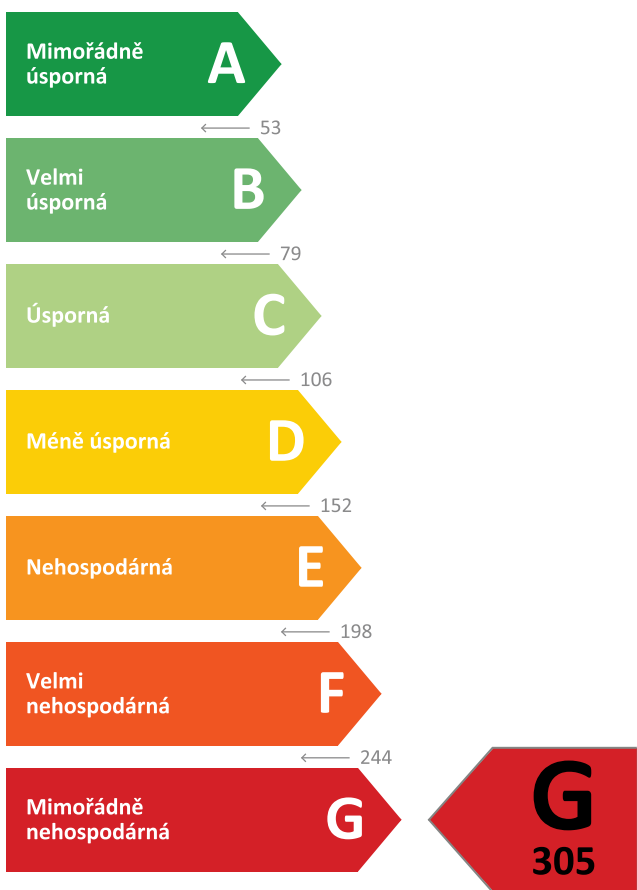 Mimořádně
úsporná
A
53
Velmi
úsporná
B
79
Úsporná
C
106
Méně úsporná
D
152
Nehospodárná
E
198
Velmi
nehospodárná
F
244
Mimořádně
nehospodárná
G
G
305